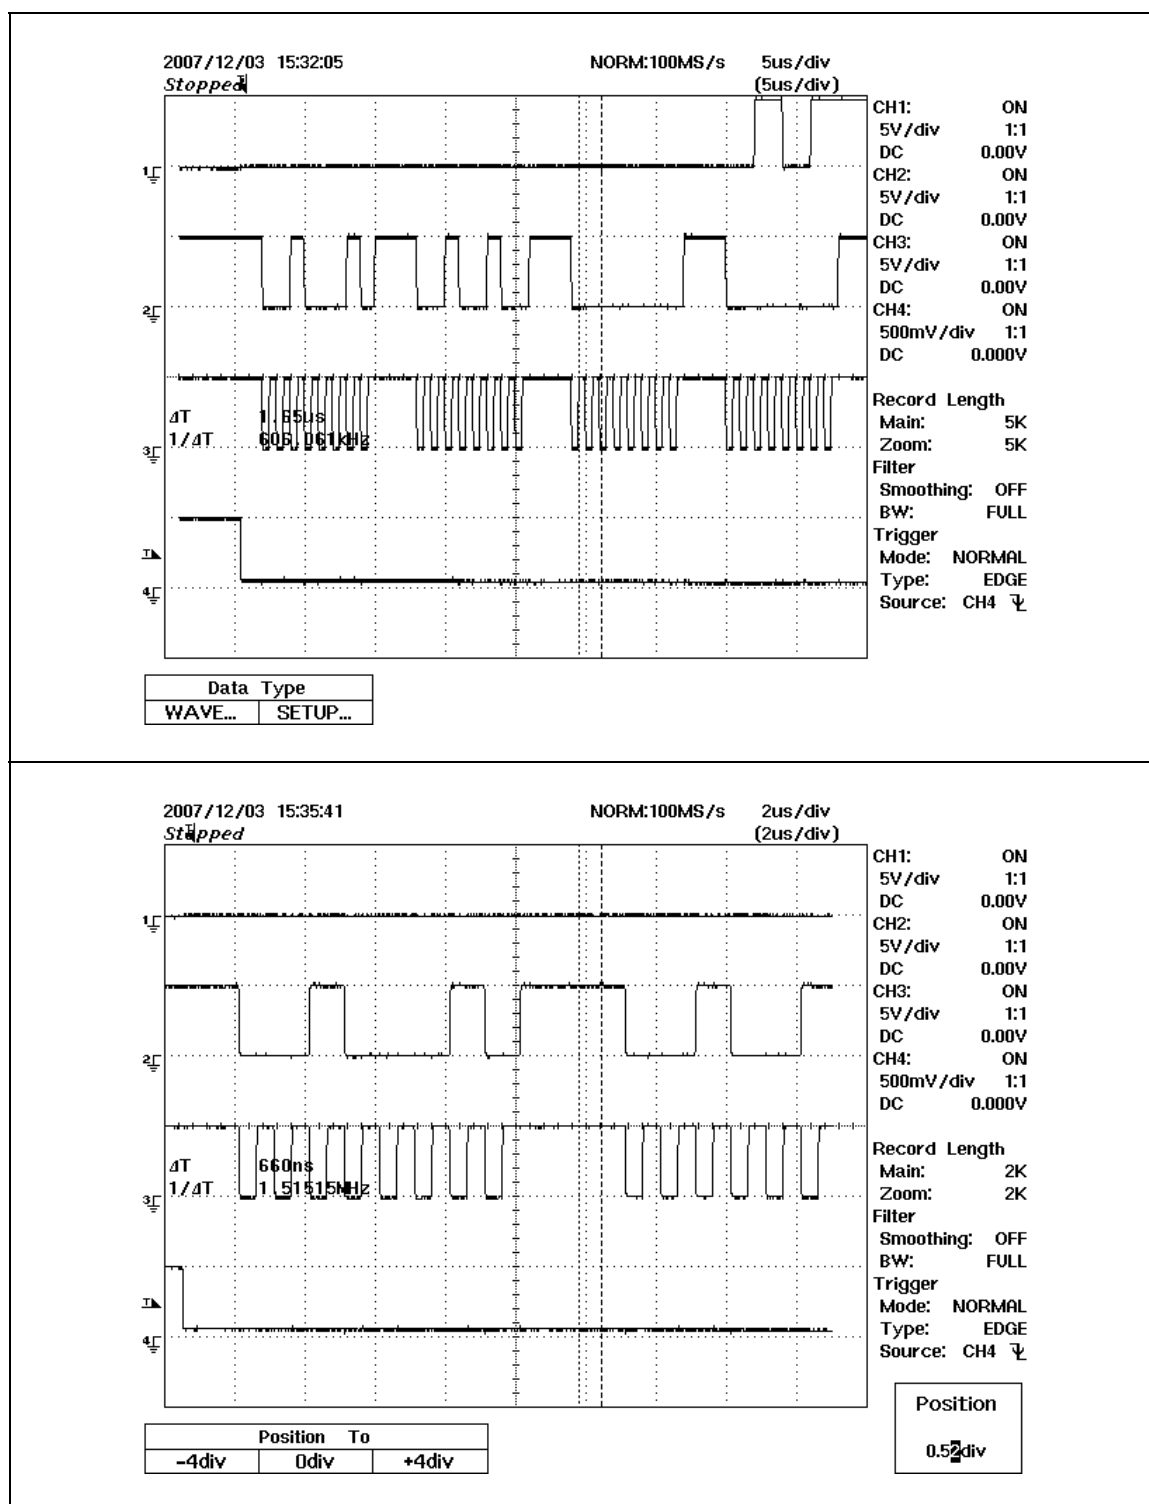 2007/12/03 15:32:05 NORM:100MS/s 5us/div
Stopped (5us/div)
CH1: ON
5V/div 1:1
DC 0.00V
CH2: ON
5V/div 1:1
DC 0.00V
CH3: ON
5V/div 1:1
DC 0.00V
CH4: ON
500mV/div 1:1
DC 0.000V
Record Length
Main: 5K
Zoom: 5K
Filter
Smoothing: OFF
BW: FULL
Trigger
Mode: NORMAL
Type: EDGE
Source: CH4
1
2
ΔT 1.65us
1/ΔT 606.061kHz
3
T
4
Data Type
WAVE... SETUP...
2007/12/03 15:35:41 NORM:100MS/s 2us/div
Stopped (2us/div)
CH1: ON
5V/div 1:1
DC 0.00V
CH2: ON
5V/div 1:1
DC 0.00V
CH3: ON
5V/div 1:1
DC 0.00V
CH4: ON
500mV/div 1:1
DC 0.000V
Record Length
Main: 2K
Zoom: 2K
Filter
Smoothing: OFF
BW: FULL
Trigger
Mode: NORMAL
Type: EDGE
Source: CH4
1
2
ΔT 660ns
1/ΔT 1.51515MHz
3
T
4
Position
0.52div
Position To
-4div 0div +4div